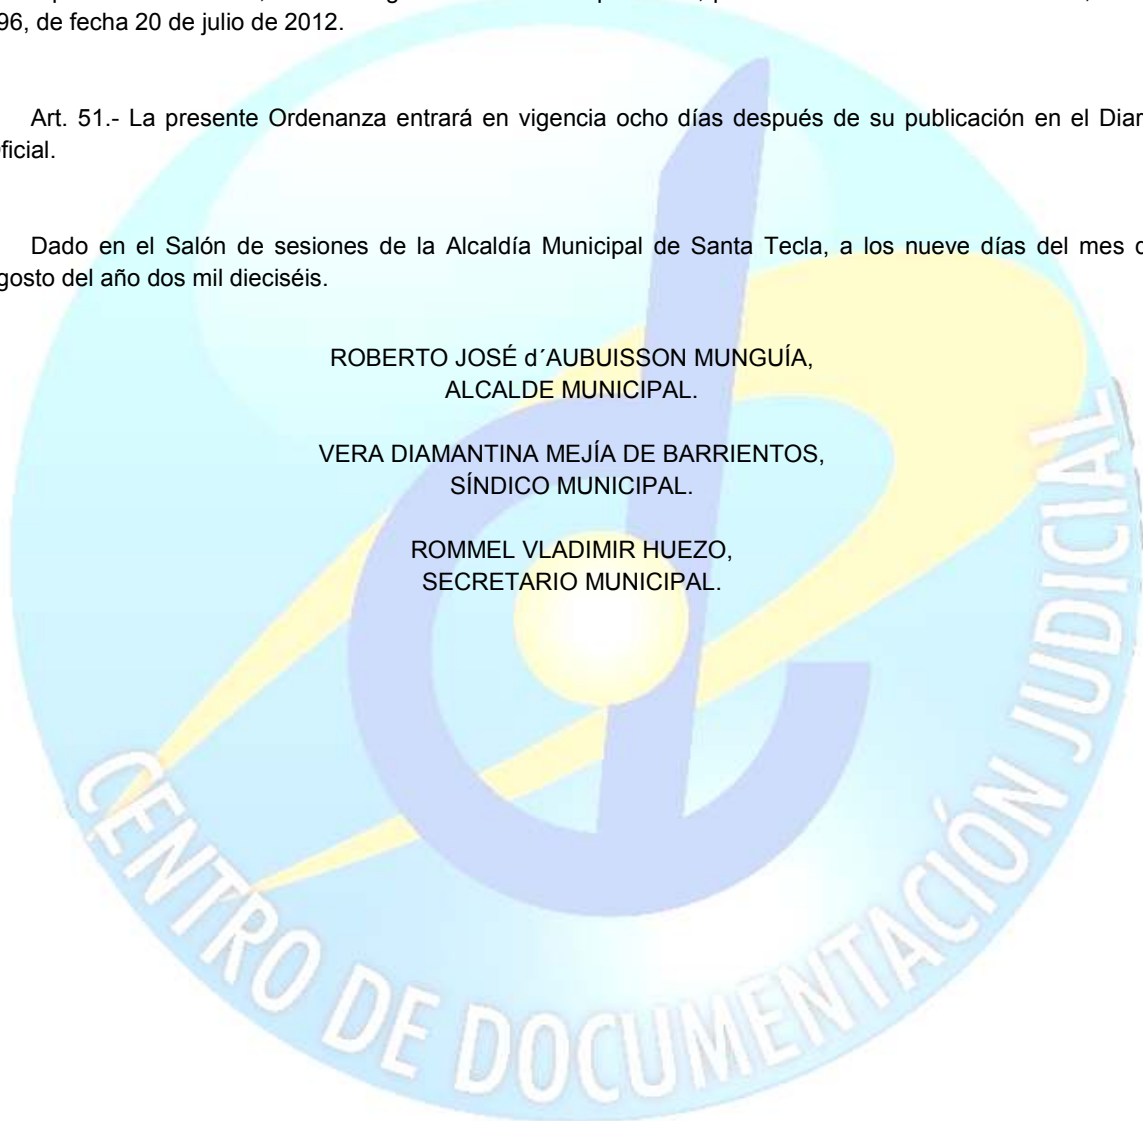 96, de fecha 20 de julio de 2012.
Art. 51.- La presente Ordenanza entrará en vigencia ocho días después de su publicación en el Diar
ficial.
Dado en el Salón de sesiones de la Alcaldía Municipal de Santa Tecla, a los nueve días del mes d
gosto del año dos mil dieciséis.
ROBERTO JOSÉ d´AUBUISSON MUNGUÍA,
ALCALDE MUNICIPAL.
VERA DIAMANTINA MEJÍA DE BARRIENTOS,
SÍNDICO MUNICIPAL.
ROMMEL VLADIMIR HUEZO,
SECRETARIO MUNICIPAL.
CENTRO DE DOCUMENTACIÓN JUDICIAL